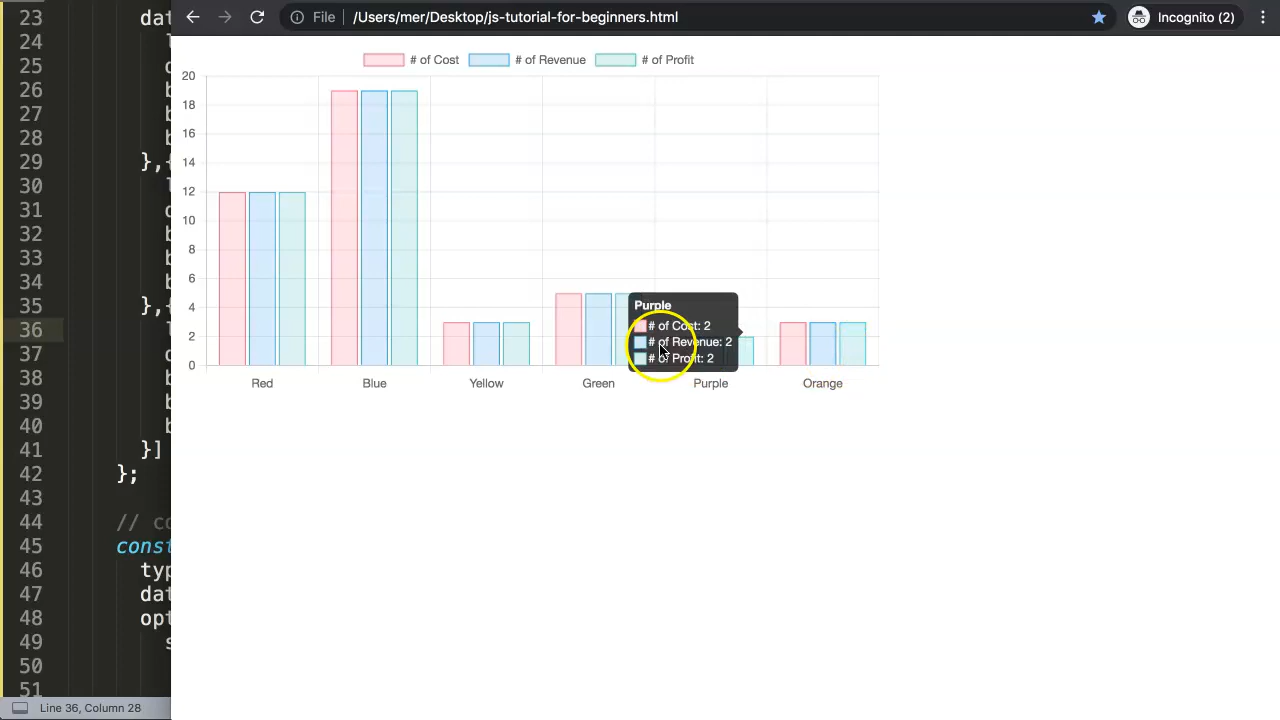 /Users/mer/Desktop/js-tutorial-for-beginners.html
File
Incognito (2)
23 dat
24
25
26
27
28
29 },{
30
31
32
33
34
35 },{
36
37
38
39
40
41 }]
42 };
43
44 // co
45 const
46 typ
47 dat
48 opt
49 s
50
51
Line 36, Column 28
# of Cost # of Revenue # of Profit
20
18
16
14
12
10
8
6
4
2
0
Red Blue Yellow Green Purple Orange
Purple
# of Cost: 2
# of Revenue: 2
# of Profit: 2